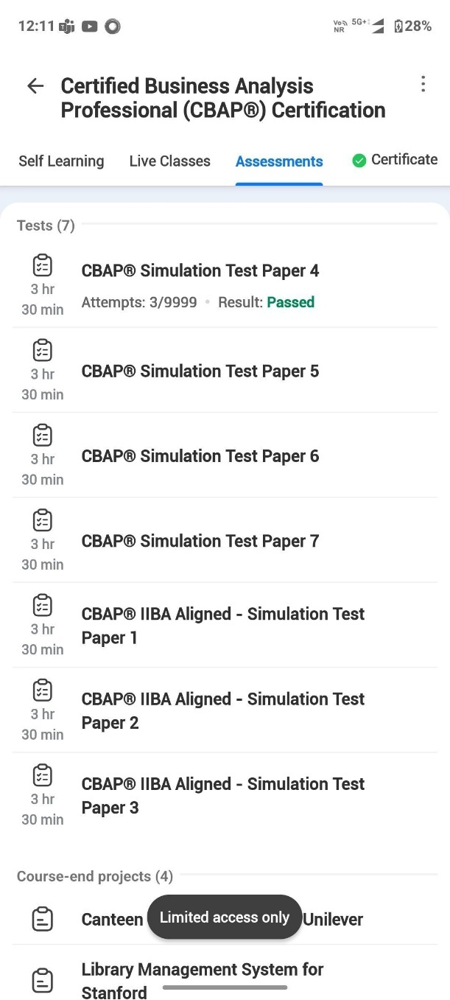 12:11
Vo))
NR
5G+
28%
Certified Business Analysis
Professional (CBAP®) Certification
Self Learning
Live Classes
Assessments
Certificate
Tests (7)
3 hr
30 min
CBAP® Simulation Test Paper 4
Attempts: 3/9999 • Result: Passed
3 hr
30 min
CBAP® Simulation Test Paper 5
3 hr
30 min
CBAP® Simulation Test Paper 6
3 hr
30 min
CBAP® Simulation Test Paper 7
3 hr
30 min
CBAP® IIBA Aligned - Simulation Test
Paper 1
3 hr
30 min
CBAP® IIBA Aligned - Simulation Test
Paper 2
3 hr
30 min
CBAP® IIBA Aligned - Simulation Test
Paper 3
Course-end projects (4)
Canteen
Limited access only
Unilever
Library Management System for
Stanford